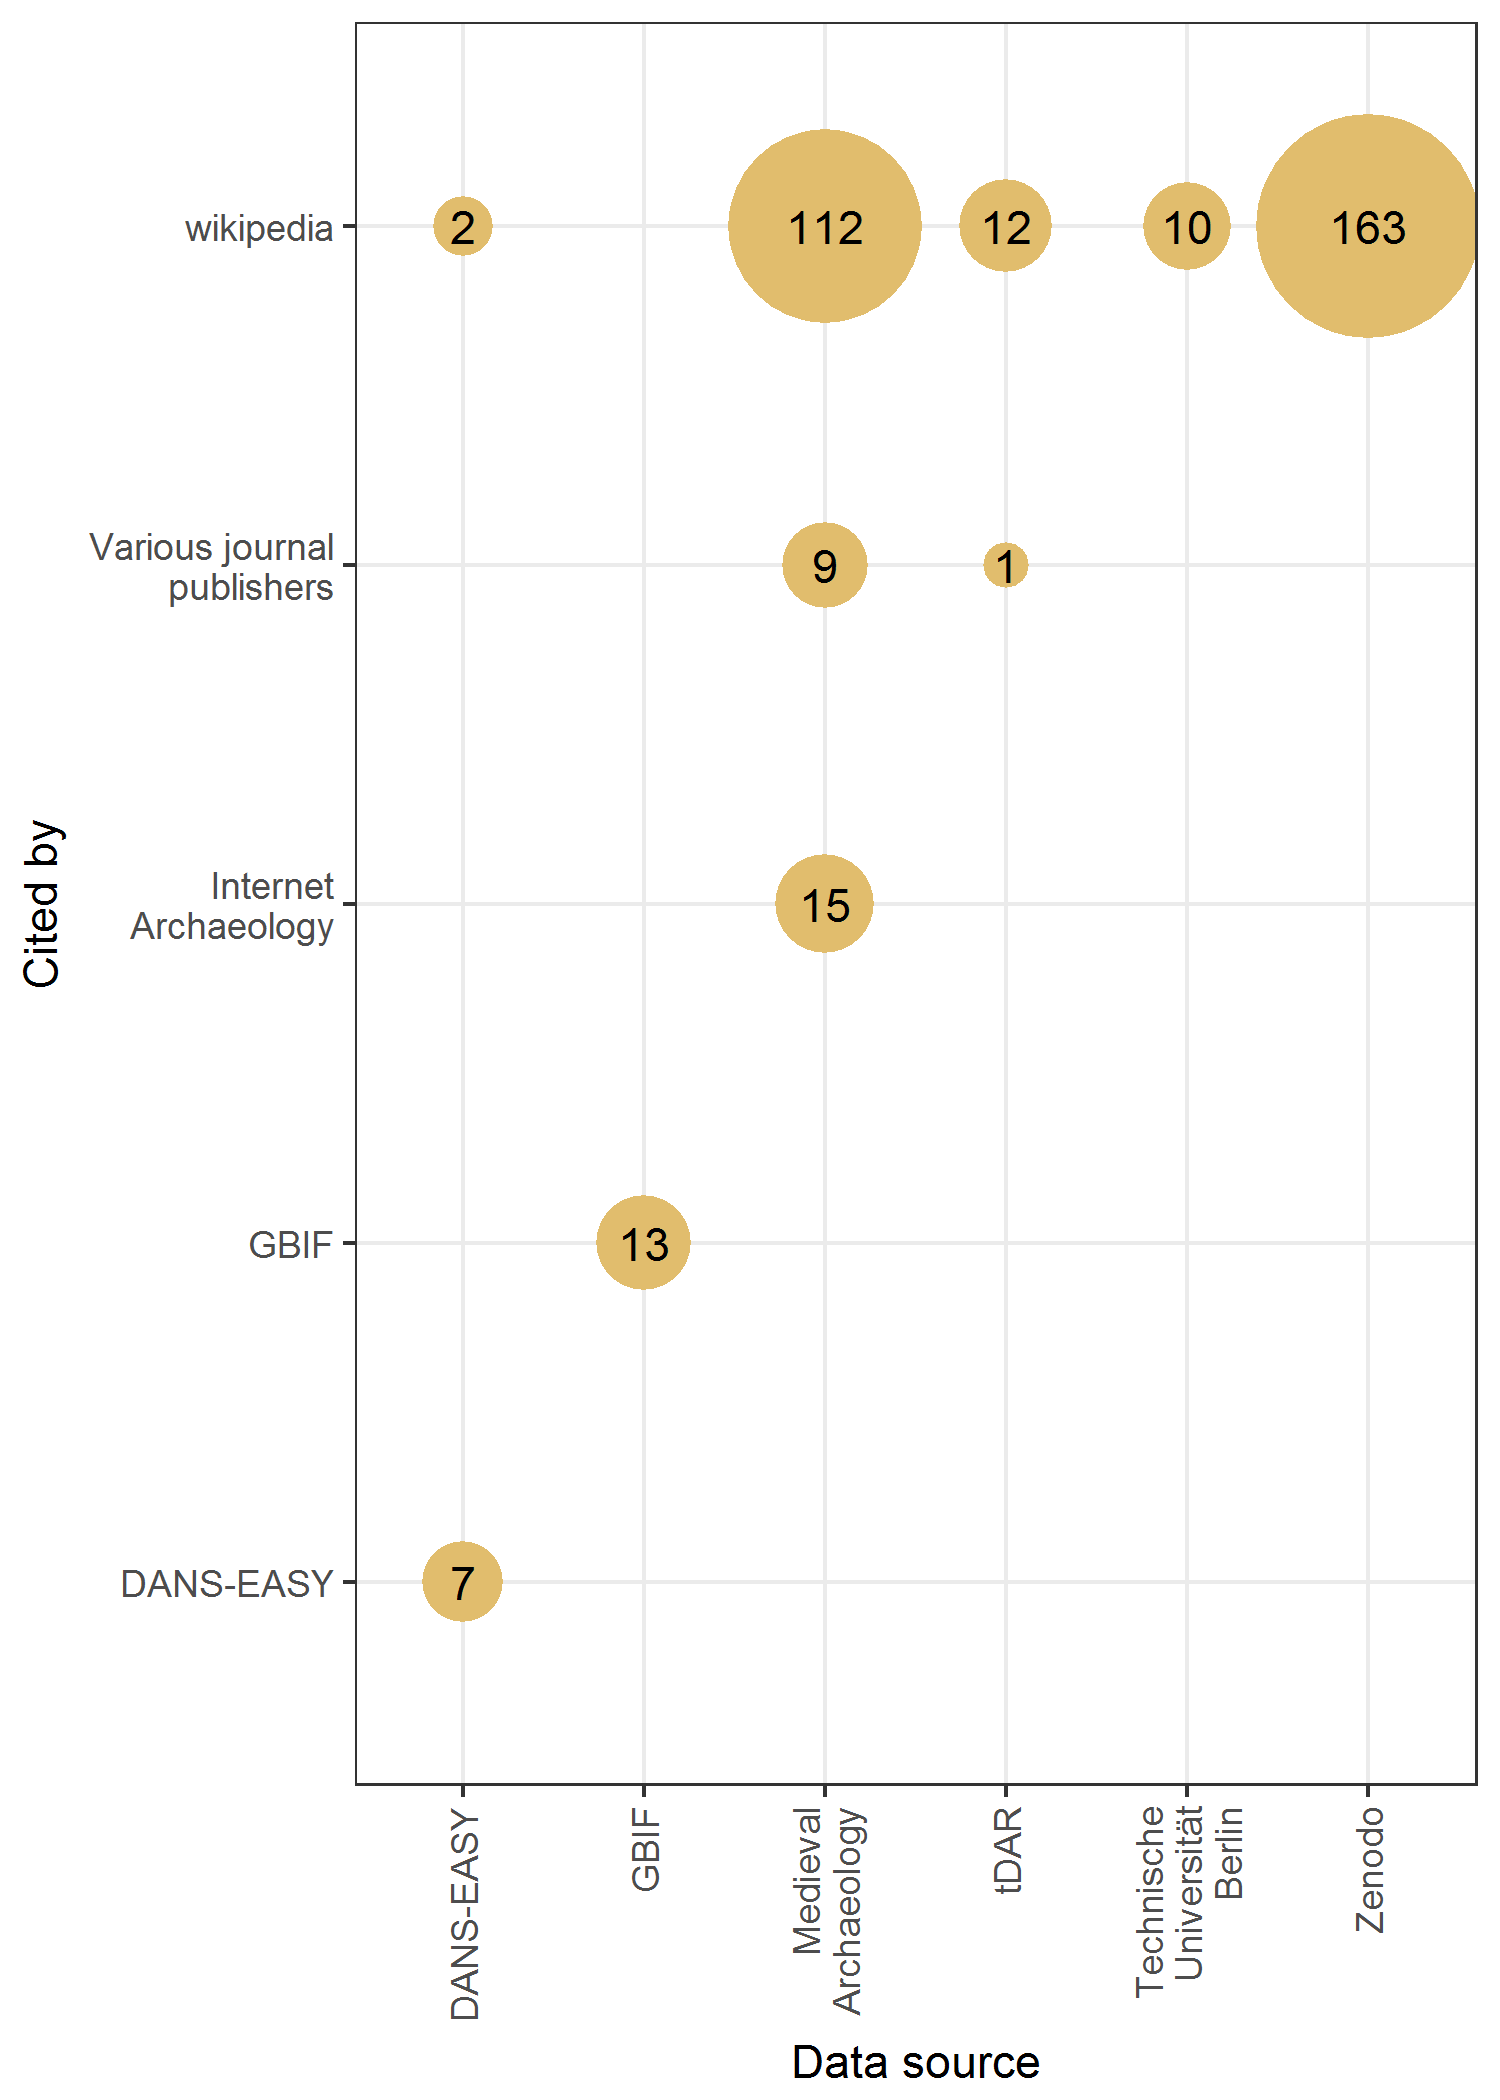 wikipedia
2
112
12
10
163
Various journal
publishers
9
1
Internet
Archaeology
15
GBIF
13
DANS-EASY
7
Cited by
DANS-EASY
GBIF
Medieval
Archaeology
tDAR
Technische
Universität
Berlin
Zenodo
Data source